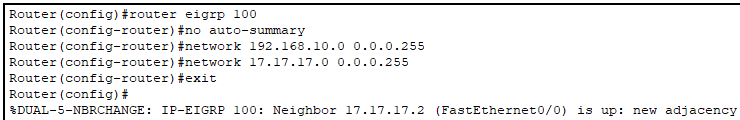 Router(config)#router eigrp 100
Router(config-router)#no auto-summary
Router(config-router)#network 192.168.10.0 0.0.0.255
Router(config-router)#network 17.17.17.0 0.0.0.255
Router(config-router)#exit
Router(config)#
%DUAL-5-NBRCHANGE: IP-EIGRP 100: Neighbor 17.17.17.2 (FastEthernet0/0) is up: new adjacency